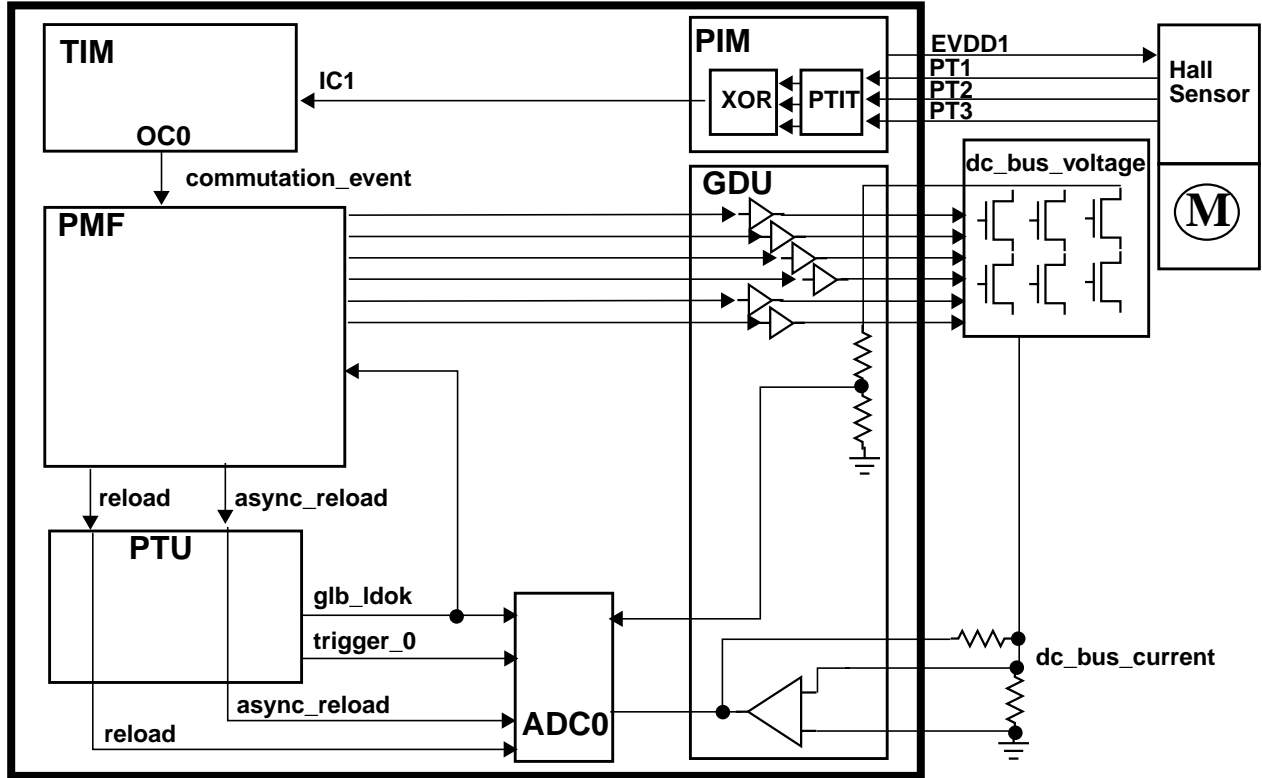 TIM
PIM
EVDD1
IC1
XOR
PTIT
PT1
PT2
PT3
Hall
Sensor
OC0
commutation_event
dc_bus_voltage
GDU
M
PMF
reload
async_reload
PTU
glb_ldok
trigger_0
dc_bus_current
async_reload
reload
ADC0